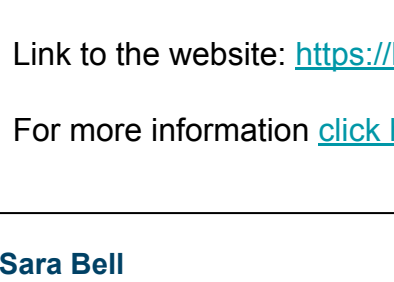 Link to the website: https://
For more information click
Sara Bell